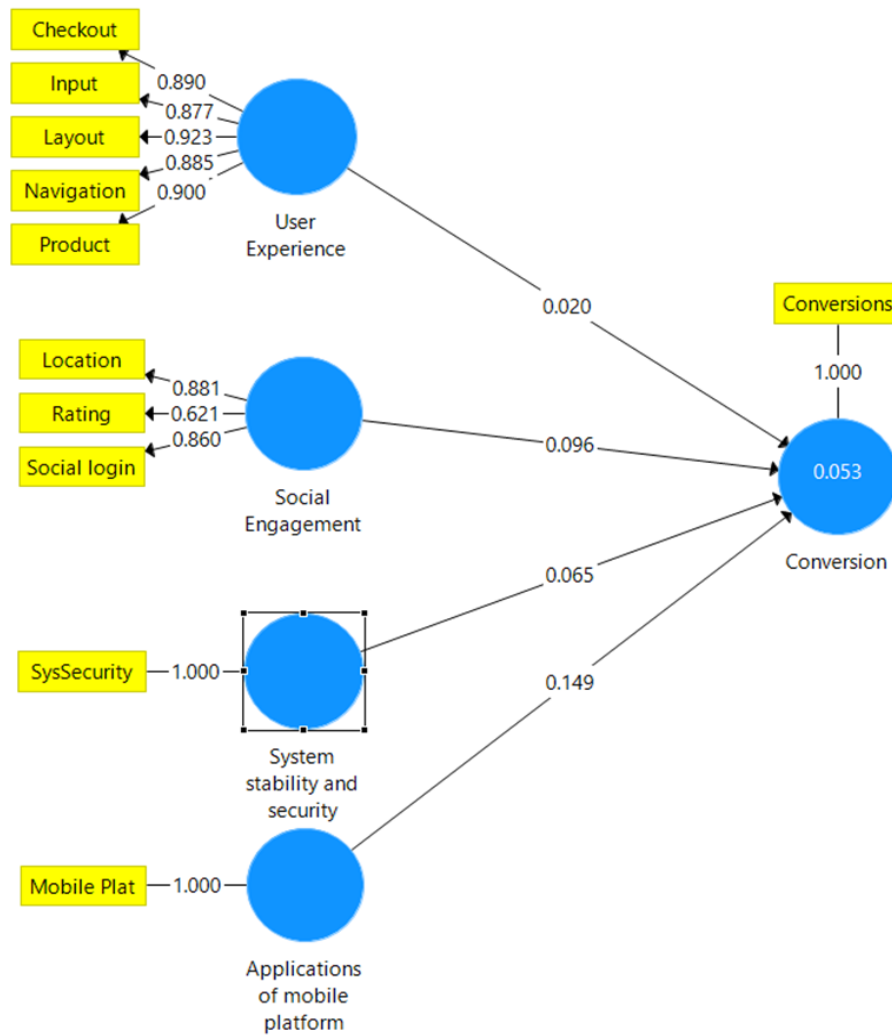 Checkout
0.890
Input
0.877
Layout
0.923
Navigation
0.885
Product
0.900
User
Experience
0.020
Conversions
1.000
Location
0.881
Rating
0.621
Social login
0.860
Social
Engagement
0.096
0.053
Conversion
0.065
SysSecurity
1.000
System
stability and
security
0.149
Mobile Plat
1.000
Applications
of mobile
platform